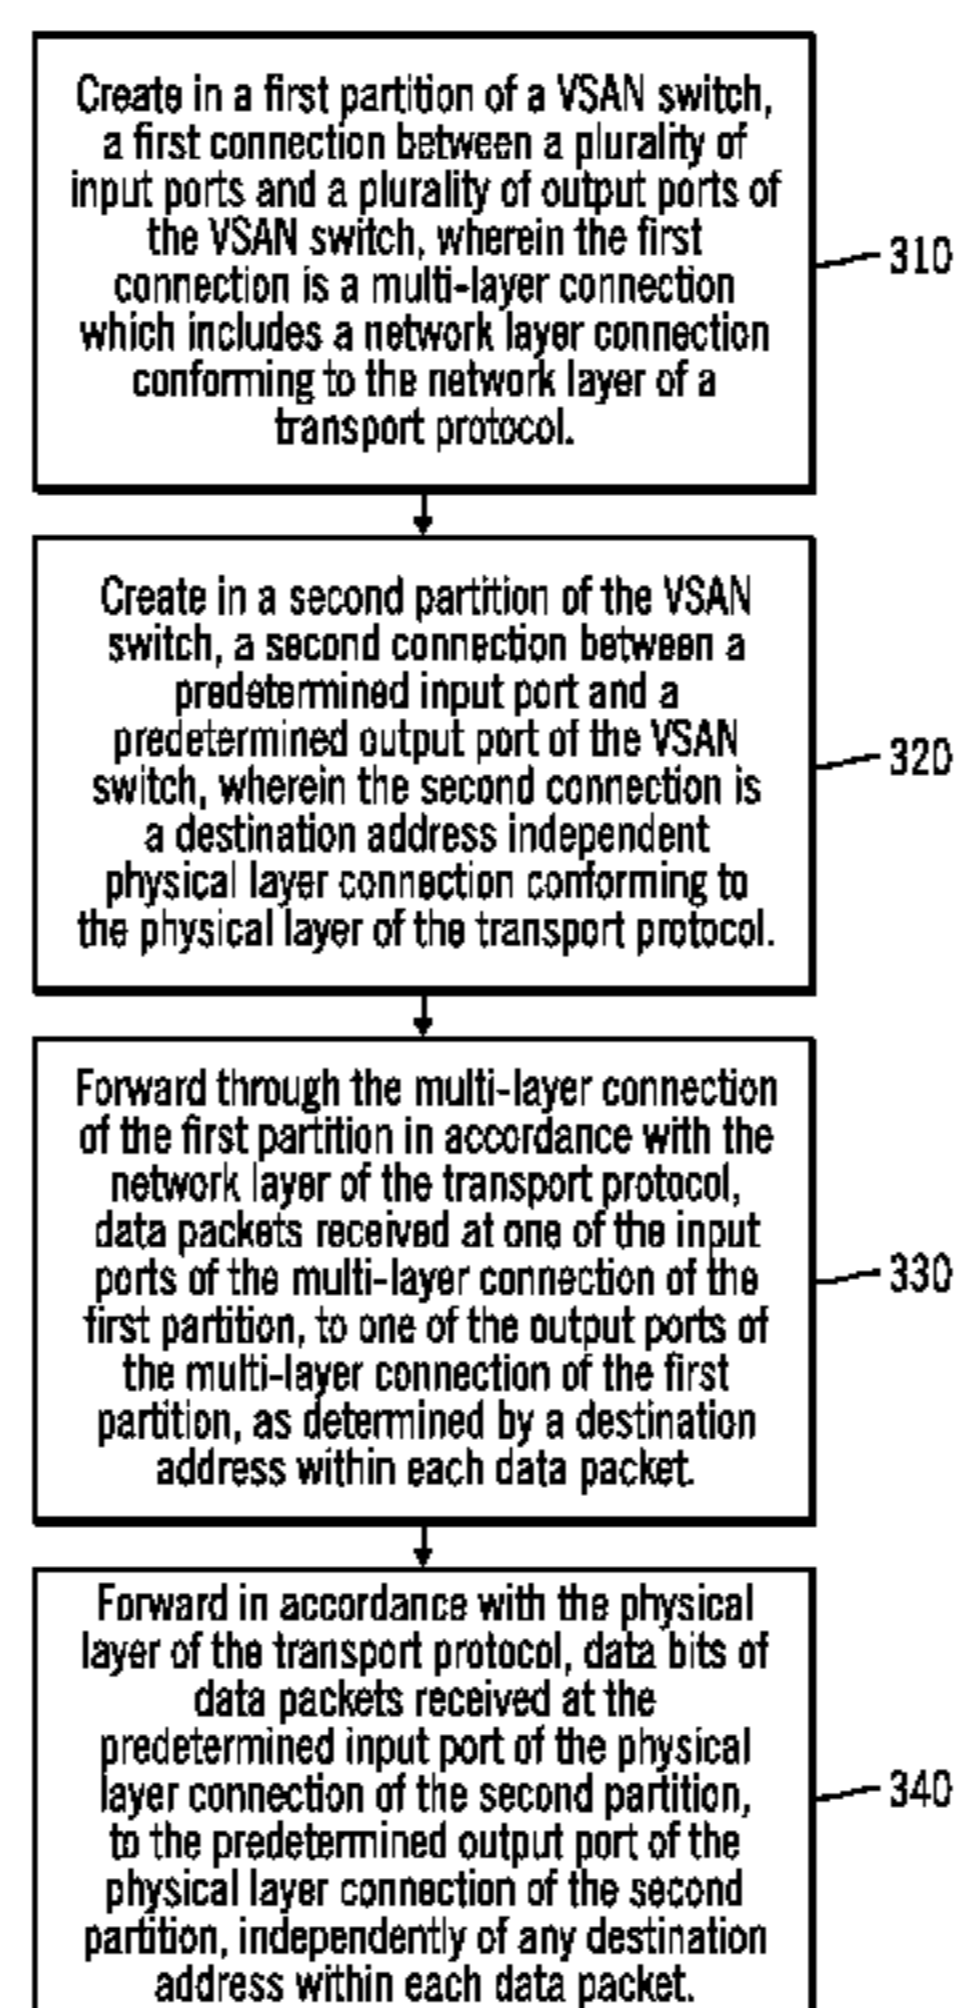 Create in a first partition of a VSAN switch,
a first connection between a plurality of
input ports and a plurality of output ports of
the VSAN switch, wherein the first
connection is a multi-layer connection
which includes a network layer connection
conforming to the network layer of a
transport protocol.
310
Create in a second partition of the VSAN
switch, a second connection between a
predetermined input port and a
predetermined output port of the VSAN
switch, wherein the second connection is
a destination address independent
physical layer connection conforming to
the physical layer of the transport protocol.
320
Forward through the multi-layer connection
of the first partition in accordance with the
network layer of the transport protocol,
data packets received at one of the input
ports of the multi-layer connection of the
first partition, to one of the output ports of
the multi-layer connection of the first
partition, as determined by a destination
address within each data packet.
330
Forward in accordance with the physical
layer of the transport protocol, data bits of
data packets received at the
predetermined input port of the physical
layer connection of the second partition,
to the predetermined output port of the
physical layer connection of the second
partition, independently of any destination
address within each data packet.
340